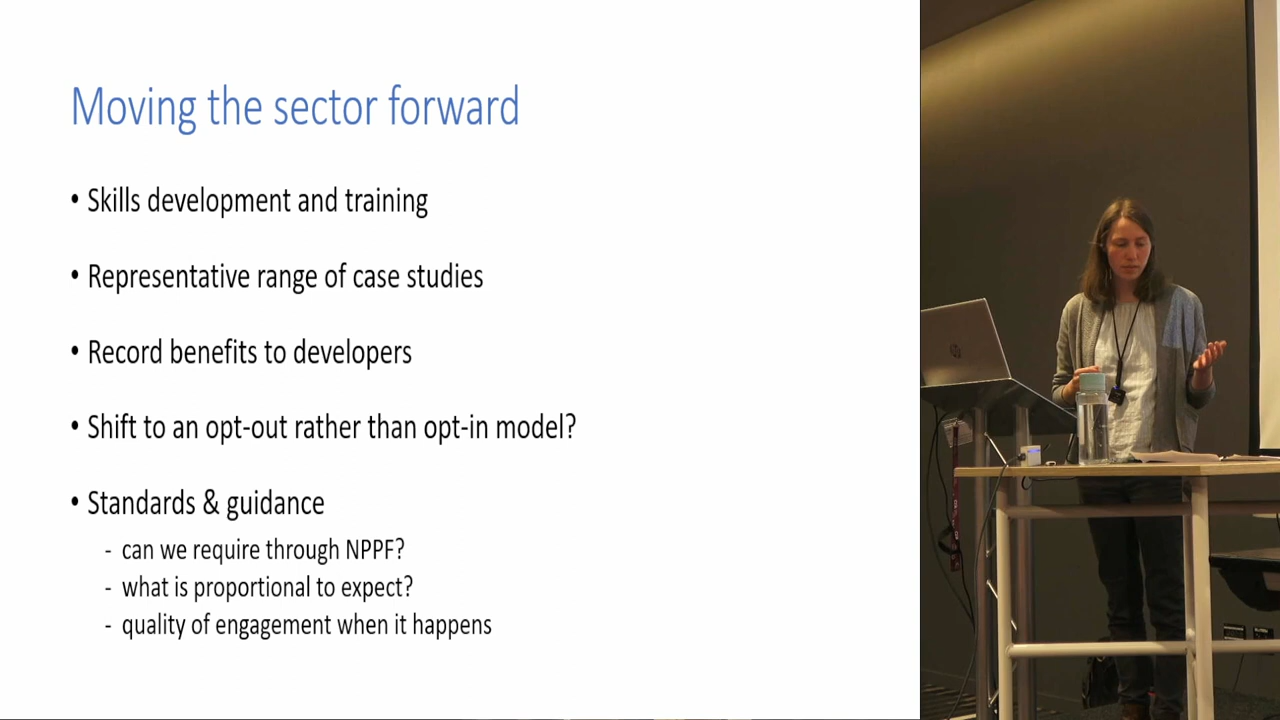 Moving the sector forward
• Skills development and training
• Representative range of case studies
• Record benefits to developers
• Shift to an opt-out rather than opt-in model?
• Standards & guidance
- can we require through NPPF?
- what is proportional to expect?
- quality of engagement when it happens